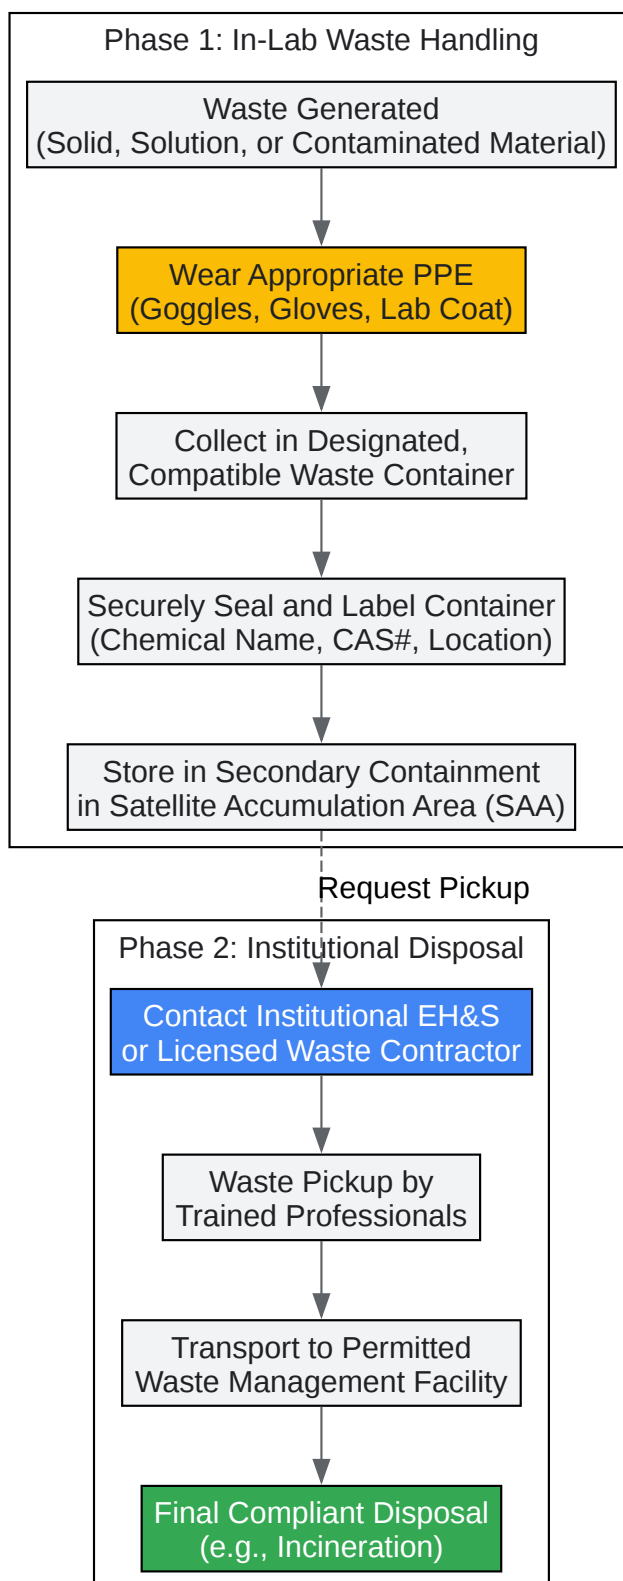 Phase 1: In-Lab Waste Handling
Waste Generated
(Solid, Solution, or Contaminated Material)
Wear Appropriate PPE
(Goggles, Gloves, Lab Coat)
Collect in Designated,
Compatible Waste Container
Securely Seal and Label Container
(Chemical Name, CAS#, Location)
Store in Secondary Containment
in Satellite Accumulation Area (SAA)
Request Pickup
Phase 2: Institutional Disposal
Contact Institutional EH&S
or Licensed Waste Contractor
Waste Pickup by
Trained Professionals
Transport to Permitted
Waste Management Facility
Final Compliant Disposal
(e.g., Incineration)